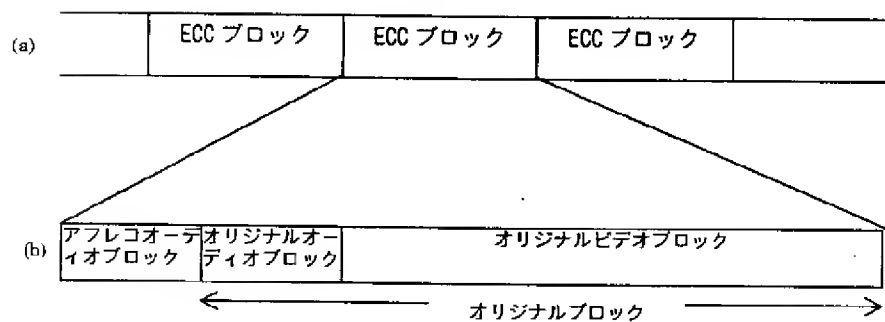 (a)
ECC ブロック
ECC ブロック
ECC ブロック
(b)
アフレコオーデ
ィオブロック
オリジナルオー
ディオブロック
オリジナルビデオブロック
オリジナルブロック